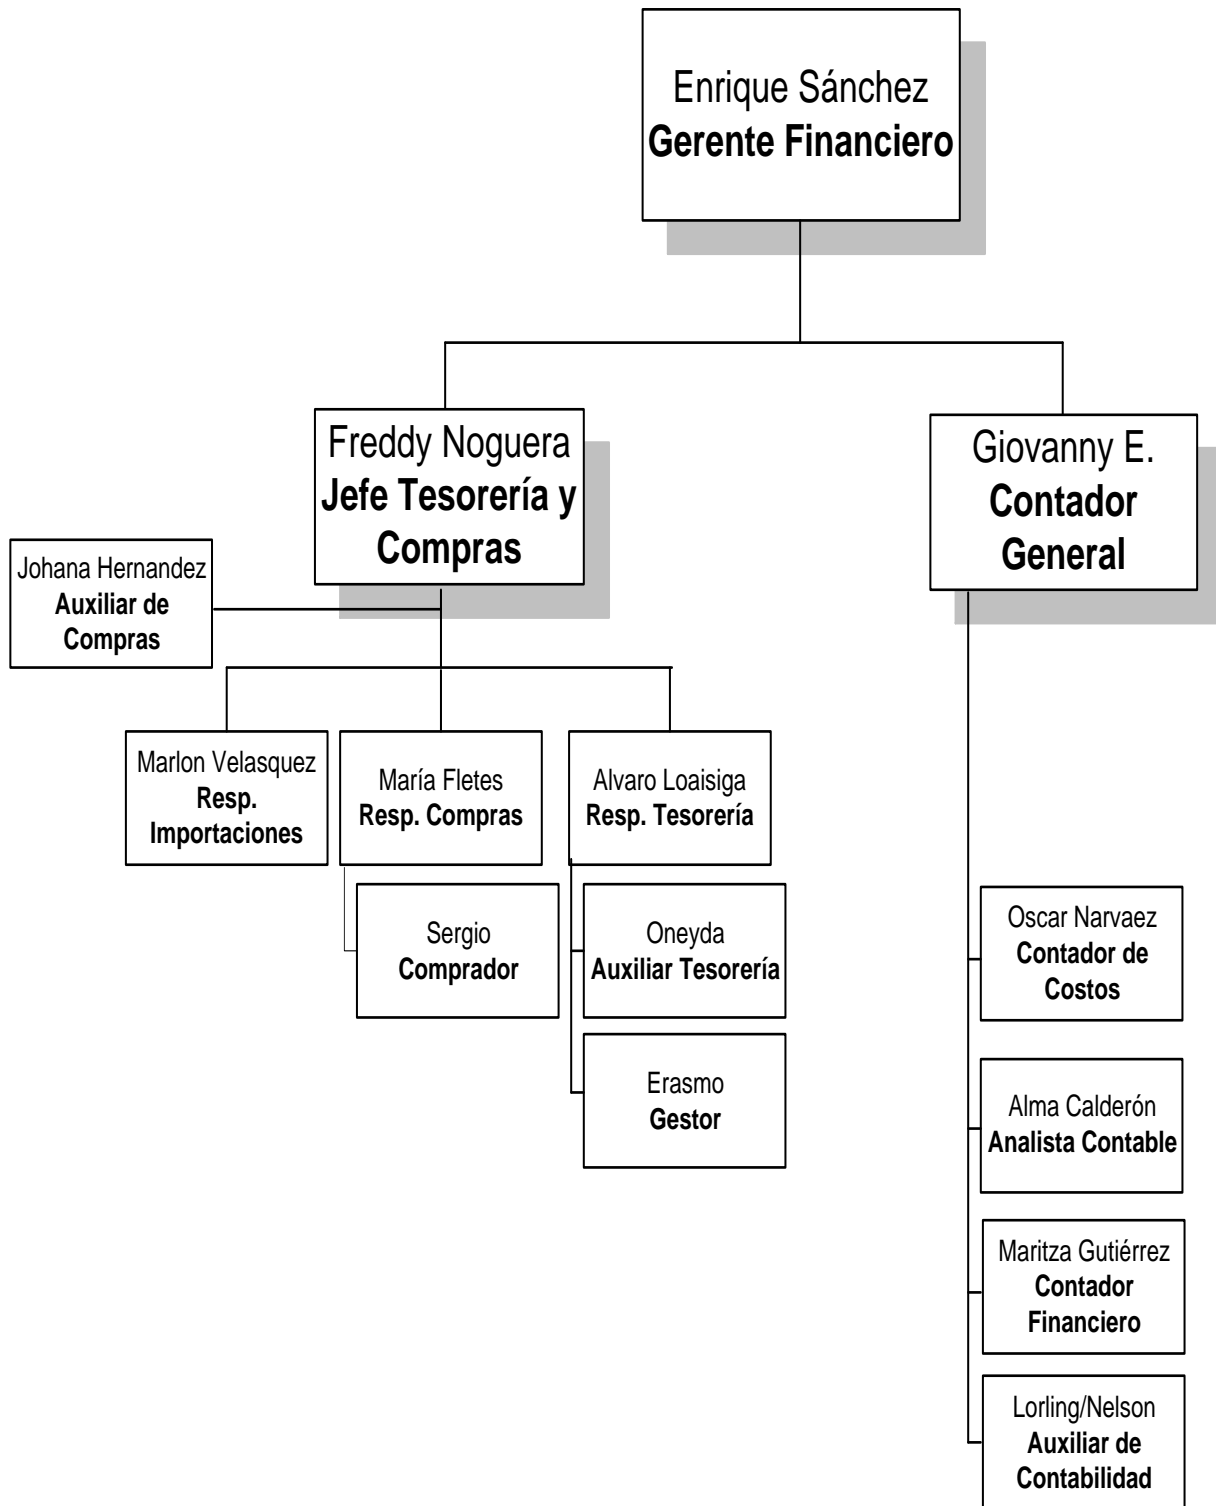 Enrique Sánchez
Gerente Financiero
Freddy Noguera
Jefe Tesorería y
Compras
Giovanny E.
Contador
General
Johana Hernandez
Auxiliar de
Compras
Marlon Velasquez
Resp.
Importaciones
María Fletes
Resp. Compras
Alvaro Loaisiga
Resp. Tesorería
Sergio
Comprador
Oneyda
Auxiliar Tesorería
Erasmo
Gestor
Oscar Narvaez
Contador de
Costos
Alma Calderón
Analista Contable
Maritza Gutiérrez
Contador
Financiero
Lorling/Nelson
Auxiliar de
Contabilidad